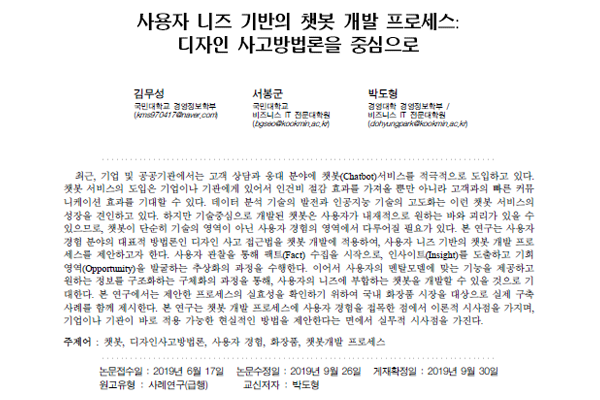 사용자 니즈 기반의 챗봇 개발 프로세스:
디자인 사고방법론을 중심으로
김무성
국민대학교 경영정보학부
(kms970417@naver.com)
서봉군
국민대학교
비즈니스 IT 전문대학원
(bgseo@kookmin.ac.kr)
박도형
경영대학 경영정보학부 /
비즈니스 IT 전문대학원
(dohyungpark@kookmin.ac.kr)
최근, 기업 및 공공기관에서는 고객 상담과 응대 분야에 챗봇(Chatbot)서비스를 적극적으로 도입하고 있다.
챗봇 서비스의 도입은 기업이나 기관에게 있어서 인건비 절감 효과를 가져올 뿐만 아니라 고객과의 빠른 커뮤
니케이션 효과를 기대할 수 있다. 데이터 분석 기술의 발전과 인공지능 기술의 고도화는 이런 챗봇 서비스의
성장을 견인하고 있다. 하지만 기술중심으로 개발된 챗봇은 사용자가 내재적으로 원하는 바와 괴리가 있을 수
있으므로, 챗봇이 단순히 기술의 영역이 아닌 사용자 경험의 영역에서 다루어질 필요가 있다. 본 연구는 사용자
경험 분야의 대표적 방법론인 디자인 사고 접근법을 챗봇 개발에 적용하여, 사용자 니즈 기반의 챗봇 개발 프로
세스를 제안하고자 한다. 사용자 관찰을 통해 팩트(Fact) 수집을 시작으로, 인사이트(Insight)를 도출하고 기회
영역(Opportunity)을 발굴하는 추상화의 과정을 수행한다. 이어서 사용자의 멘탈모델에 맞는 기능을 제공하고
원하는 정보를 구조화하는 구체화의 과정을 통해, 사용자의 니즈에 부합하는 챗봇을 개발할 수 있을 것으로 기
대한다. 본 연구에서는 제안한 프로세스의 실효성을 확인하기 위하여 국내 화장품 시장을 대상으로 실제 구축
사례를 함께 제시한다. 본 연구는 챗봇 개발 프로세스에 사용자 경험을 접목한 점에서 이론적 시사점을 가지며,
기업이나 기관이 바로 적용 가능한 현실적인 방법을 제안한다는 면에서 실무적 시사점을 가진다.
주제어 : 챗봇, 디자인사고방법론, 사용자 경험, 화장품, 챗봇개발 프로세스
논문접수일 : 2019년 6월 17일 논문수정일 : 2019년 9월 26일 게재확정일 : 2019년 9월 30일
원고유형 : 사례연구(급행) 교신저자 : 박도형